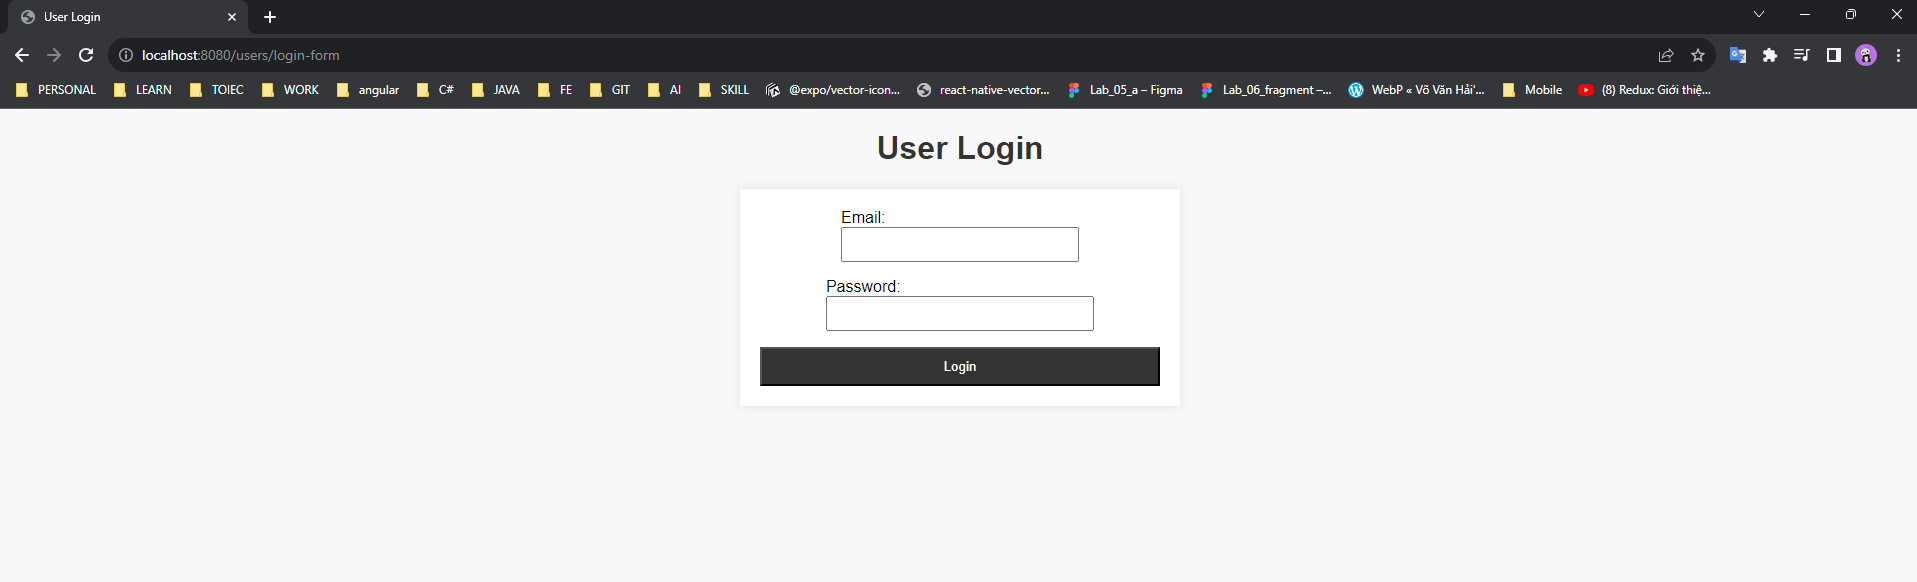 User Login
localhost:8080/users/login-form
PERSONAL LEARN TOIEC WORK angular C# JAVA FE GIT AI SKILL @expo/vector-icon... react-native-vector... Lab_05_a – Figma Lab_06_fragment –... WebP « Võ Văn Hải'... Mobile (8) Redux: Giới thiệ...
User Login
Email:
Password:
Login